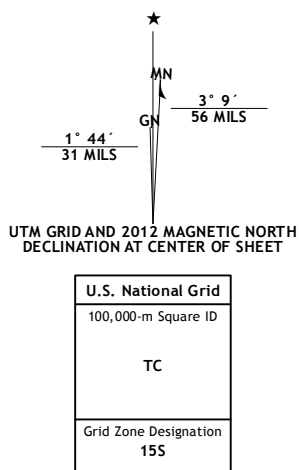 ★
MN
GN
3° 9´
56 MILS
1° 44´
31 MILS
UTM GRID AND 2012 MAGNETIC NORTH
DECLINATION AT CENTER OF SHEET
U.S. National Grid
100,000-m Square ID
TC
Grid Zone Designation
15S